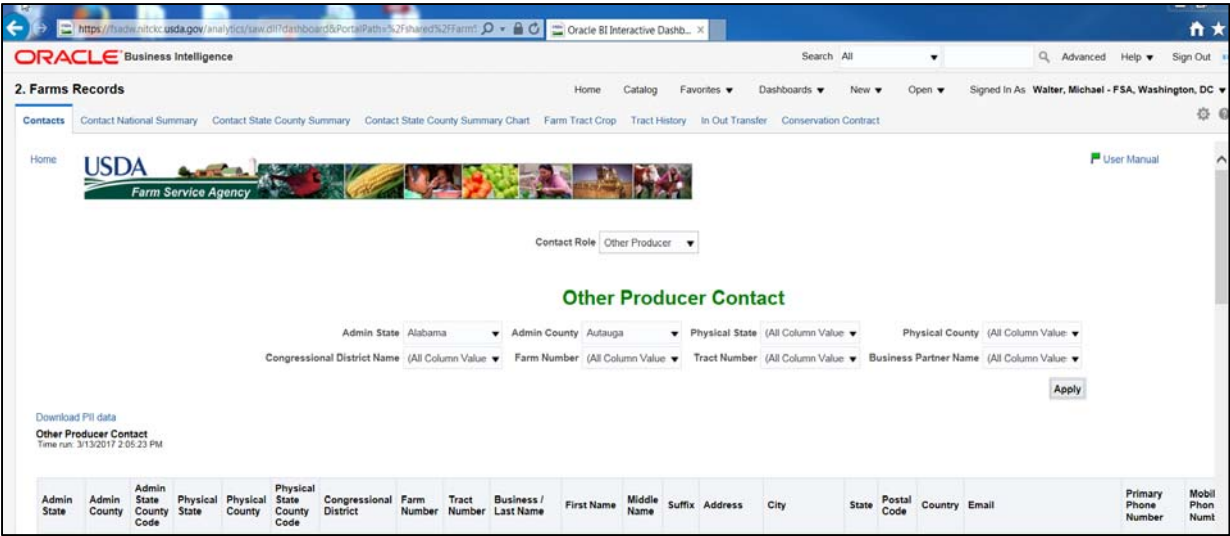 https://fsadw.nitckc.usda.gov/analytics/saw.dll?dashboard&PortalPath=%2Fshared%2FFarm! Oracle BI Interactive Dashb...
ORACLE Business Intelligence Search All Advanced Help Sign Out
2. Farms Records Home Catalog Favorites Dashboards New Open Signed In As Walter, Michael - FSA, Washington, DC
Contacts Contact National Summary Contact State County Summary Contact State County Summary Chart Farm Tract Crop Tract History In Out Transfer Conservation Contract
Home User Manual
USDA
Farm Service Agency
Contact Role Other Producer
Other Producer Contact
Admin State Alabama Admin County Autauga Physical State (All Column Value Physical County (All Column Value
Congressional District Name (All Column Value Farm Number (All Column Value Tract Number (All Column Value Business Partner Name (All Column Value
Apply
Download PII data
Other Producer Contact
Time run: 3/13/2017 2:05:23 PM
Admin State Admin County Admin State County Code Physical State Physical County Physical State County Code Congressional District Farm Number Tract Number Business / Last Name First Name Middle Name Suffix Address City State Postal Code Country Email Primary Phone Number Mobil Phon Numb